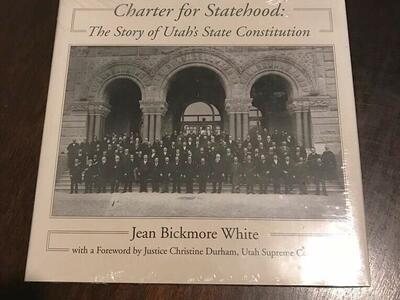 Charter for Statehood:
The Story of Utah's State Constitution
Jean Bickmore White
with a Foreword by Justice Christine Durham, Utah Supreme